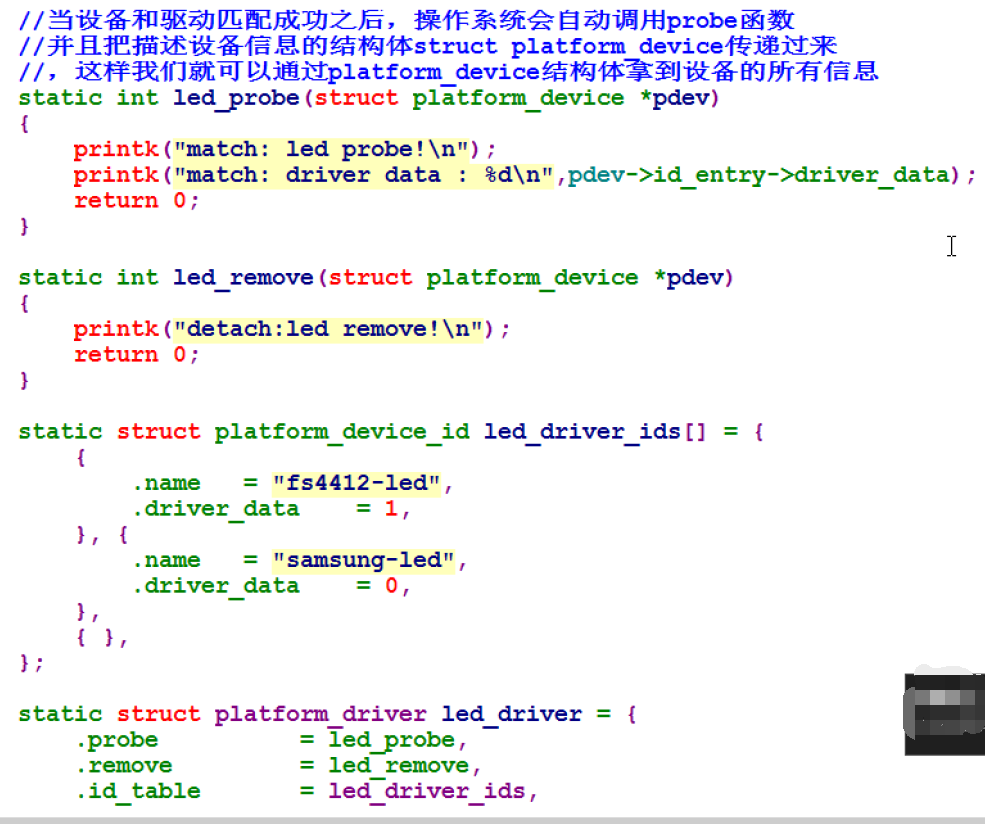 //当设备和驱动匹配成功之后，操作系统会自动调用probe函数
//并且把描述设备信息的结构体struct platform_device传递过来
//，这样我们就可以通过platform_device结构体拿到设备的所有信息
static int led_probe(struct platform_device *pdev)
{
    printk("match: led probe!\n");
    printk("match: driver data : %d\n",pdev->id_entry->driver_data);
    return 0;
}
static int led_remove(struct platform_device *pdev)
{
    printk("detach:led remove!\n");
    return 0;
}
static struct platform_device_id led_driver_ids[] = {
    {
        .name   = "fs4412-led",
        .driver_data    = 1,
    }, {
        .name   = "samsung-led",
        .driver_data    = 0,
    },
    { },
};
static struct platform_driver led_driver = {
    .probe          = led_probe,
    .remove         = led_remove,
    .id_table       = led_driver_ids,